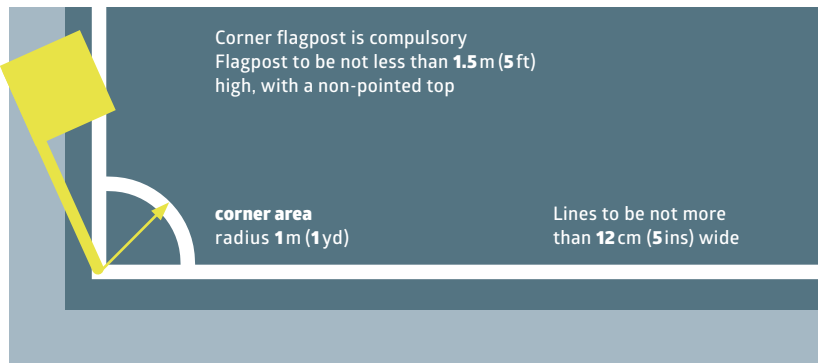 Corner flagpost is compulsory
Flagpost to be not less than 1.5 m (5 ft)
high, with a non-pointed top
corner area
radius 1 m (1 yd)
Lines to be not more
than 12 cm (5 ins) wide